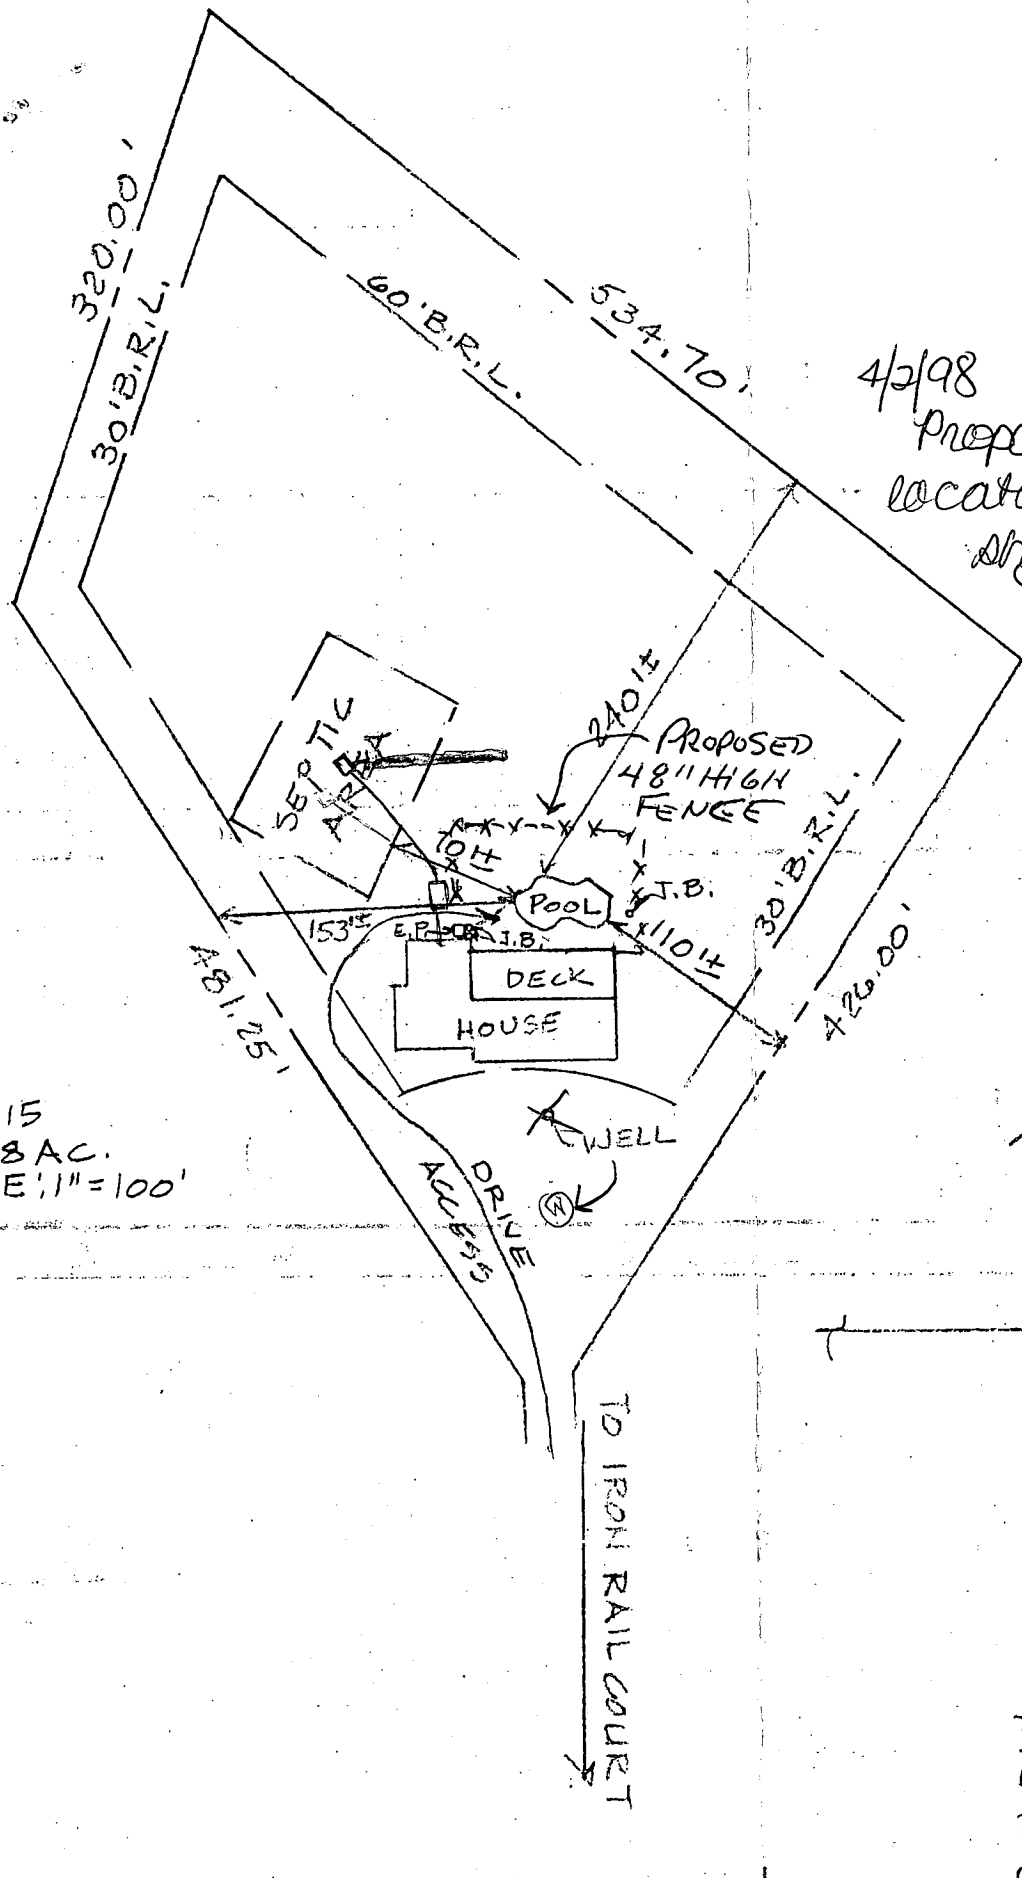 320.00'
30'B.R.L.
60'B.R.L.
534.70'
4/2/98
locat
240'±
PROPOSED
48" HIGH
FENCE
SEPTIC
AREA
70'±
POOL
J.B.
30'B.R.L.
153'±
E.P.
J.B.
110'±
DECK
HOUSE
481.25'
426.00'
15
8 AC.
E:1"=100'
WELL
W
DRIVE
ACCESS
TO IRON RAIL COURT